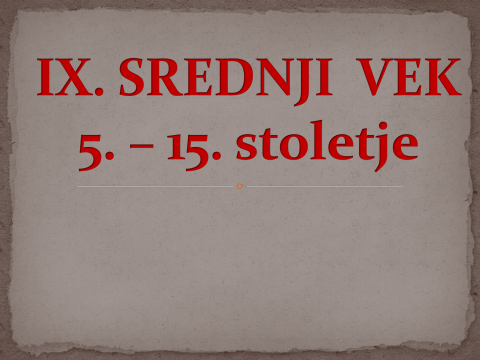 IX. SREDNJI VEK
5. – 15. stoletje